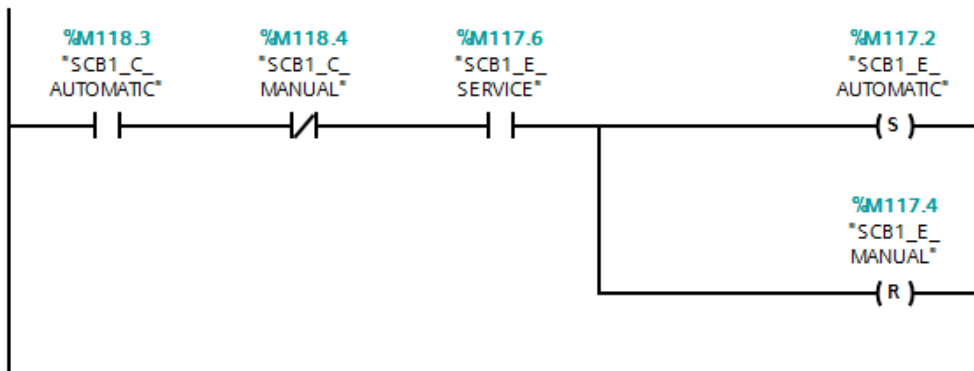 %M118.3 %M118.4 %M117.6 %M117.2
"SCB1_C_ "SCB1_C_ "SCB1_E_ "SCB1_E_
AUTOMATIC" MANUAL" SERVICE" AUTOMATIC"
S
%M117.4
"SCB1_E_
MANUAL"
R